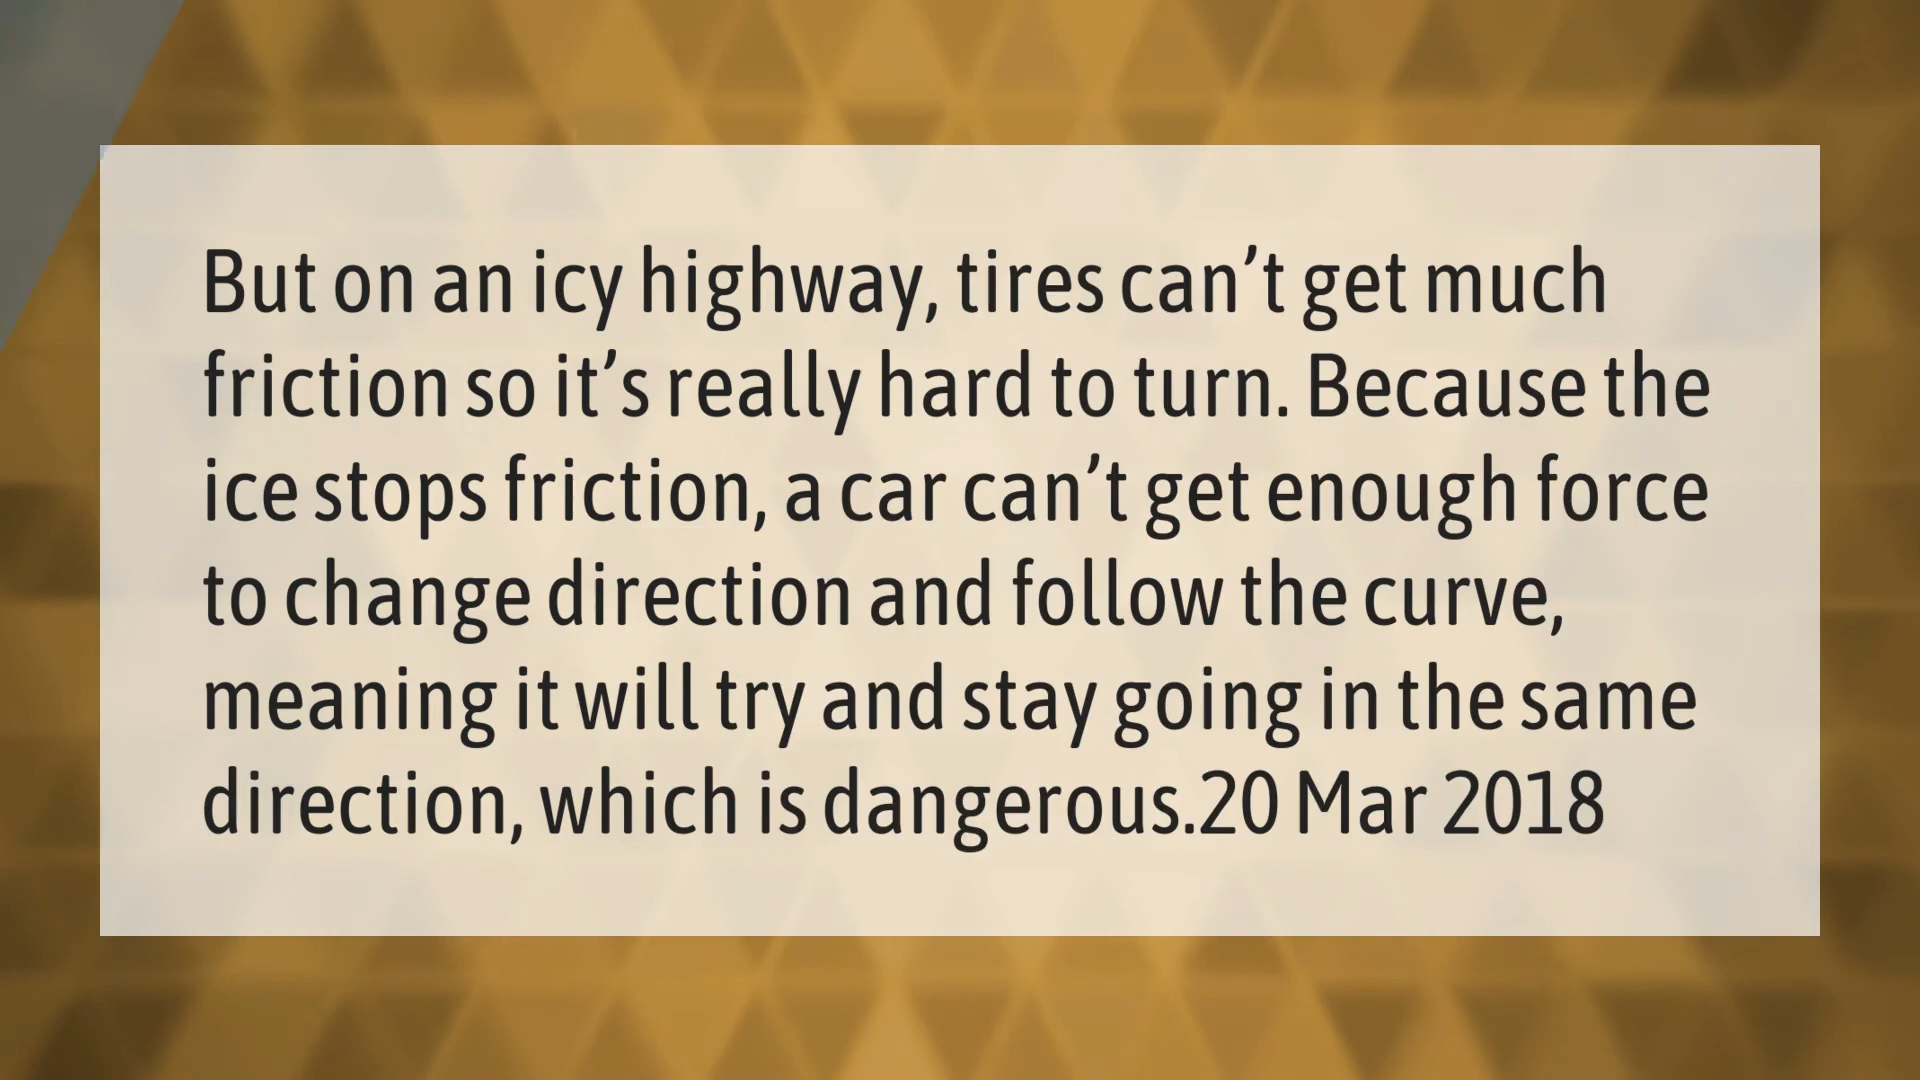 But on an icy highway, tires can’t get much
friction so it’s really hard to turn. Because the
ice stops friction, a car can’t get enough force
to change direction and follow the curve,
meaning it will try and stay going in the same
direction, which is dangerous.20 Mar 2018